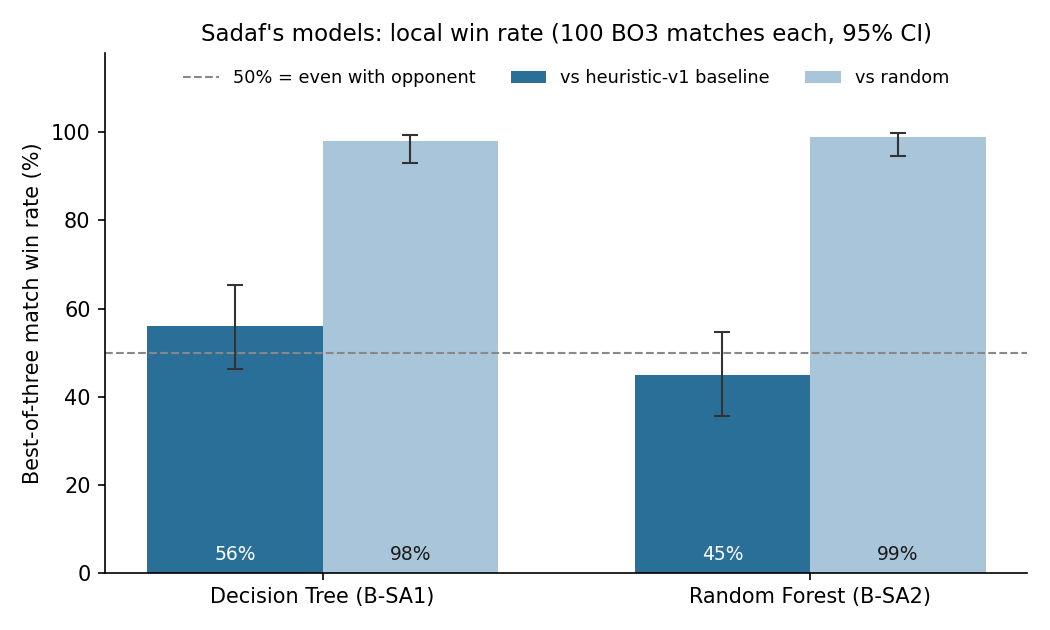 Sadaf's models: local win rate (100 BO3 matches each, 95% CI)
50% = even with opponent
vs heuristic-v1 baseline
vs random
Best-of-three match win rate (%)
100
80
60
40
20
0
56%
98%
45%
99%
Decision Tree (B-SA1)
Random Forest (B-SA2)